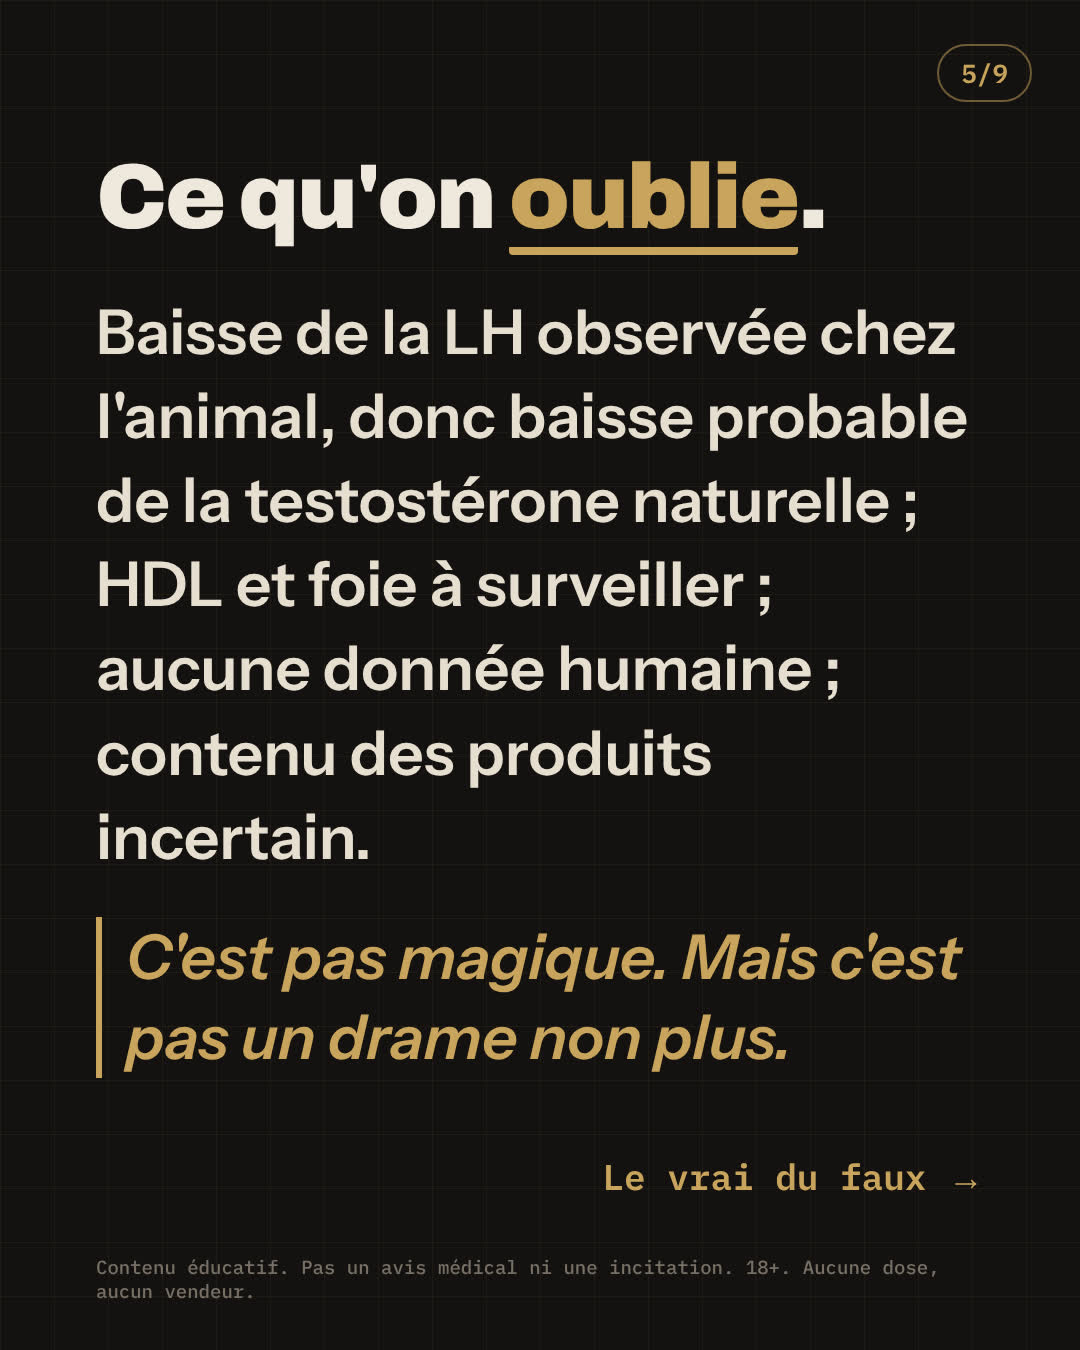 5/9
Ce qu'on oublie.
Baisse de la LH observée chez
l'animal, donc baisse probable
de la testostérone naturelle ;
HDL et foie à surveiller ;
aucune donnée humaine ;
contenu des produits
incertain.
C'est pas magique. Mais c'est
pas un drame non plus.
Le vrai du faux →
Contenu éducatif. Pas un avis médical ni une incitation. 18+. Aucune dose,
aucun vendeur.